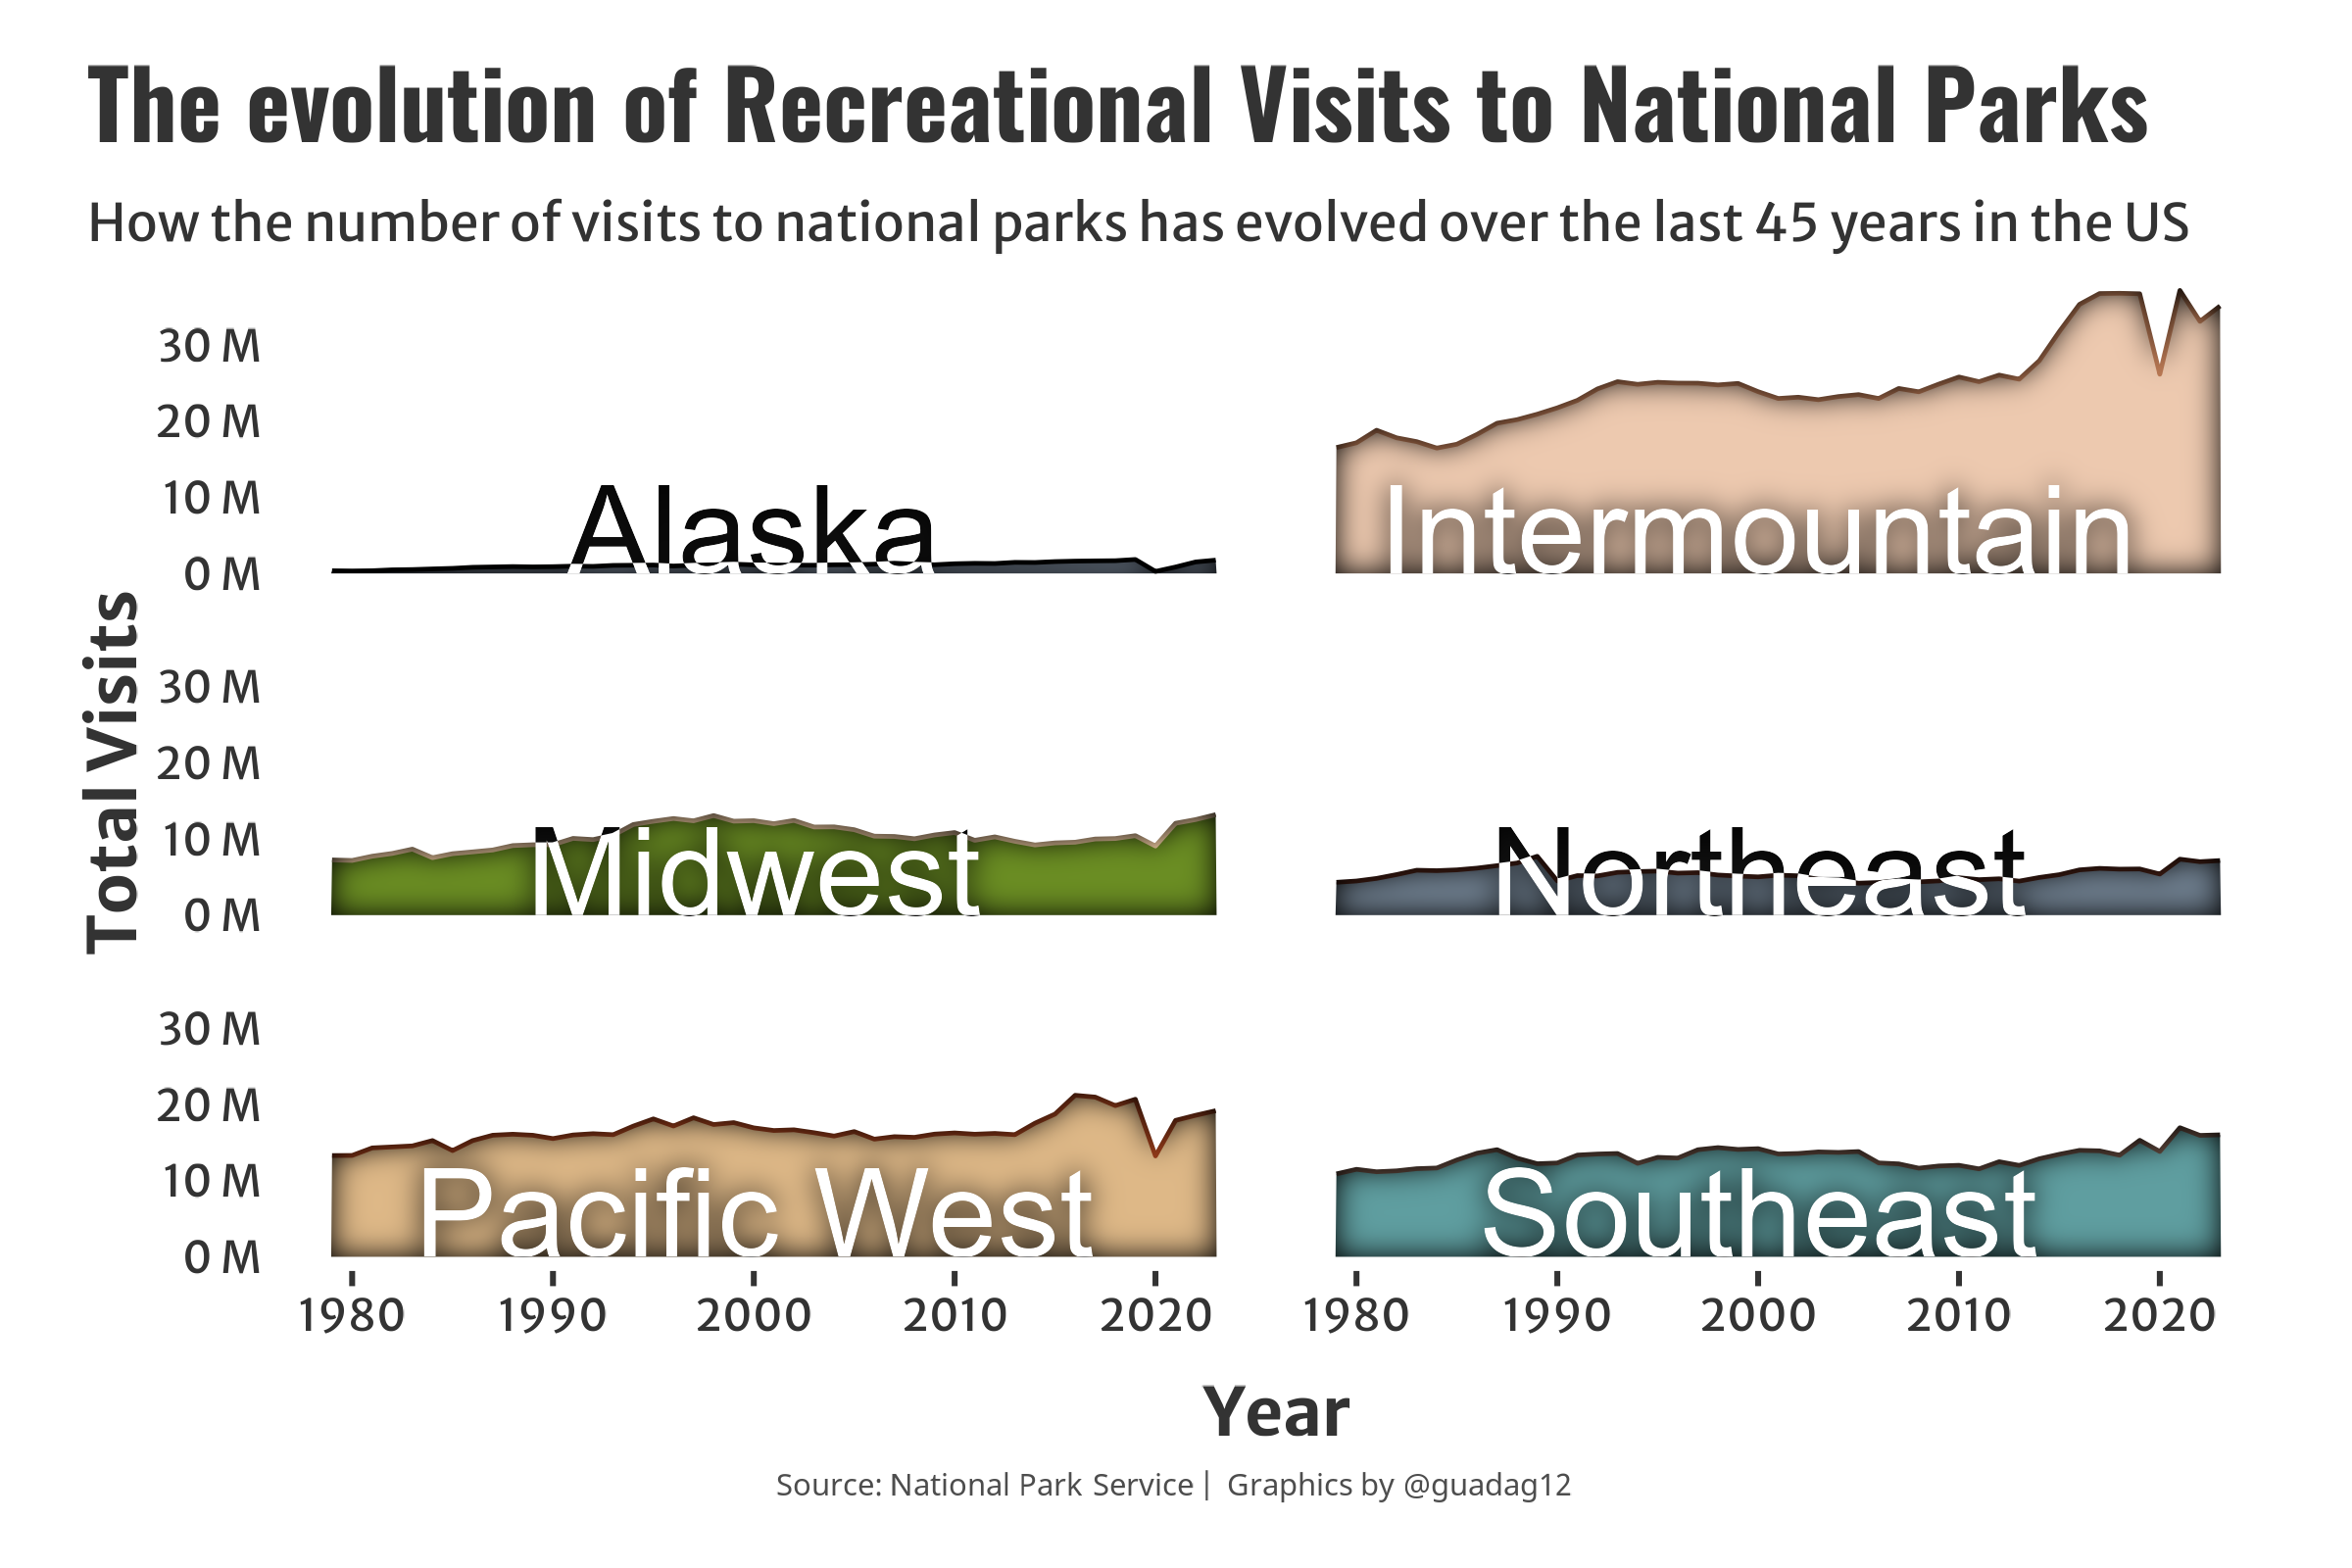 The evolution of Recreational Visits to National Parks
How the number of visits to national parks has evolved over the last 45 years in the US
Total Visits
30 M
20 M
10 M
0 M
Alaska
Intermountain
30 M
20 M
10 M
0 M
Midwest
Northeast
30 M
20 M
10 M
0 M
Pacific West
Southeast
1980 1990 2000 2010 2020 1980 1990 2000 2010 2020
Year
Source: National Park Service | Graphics by @guadag12